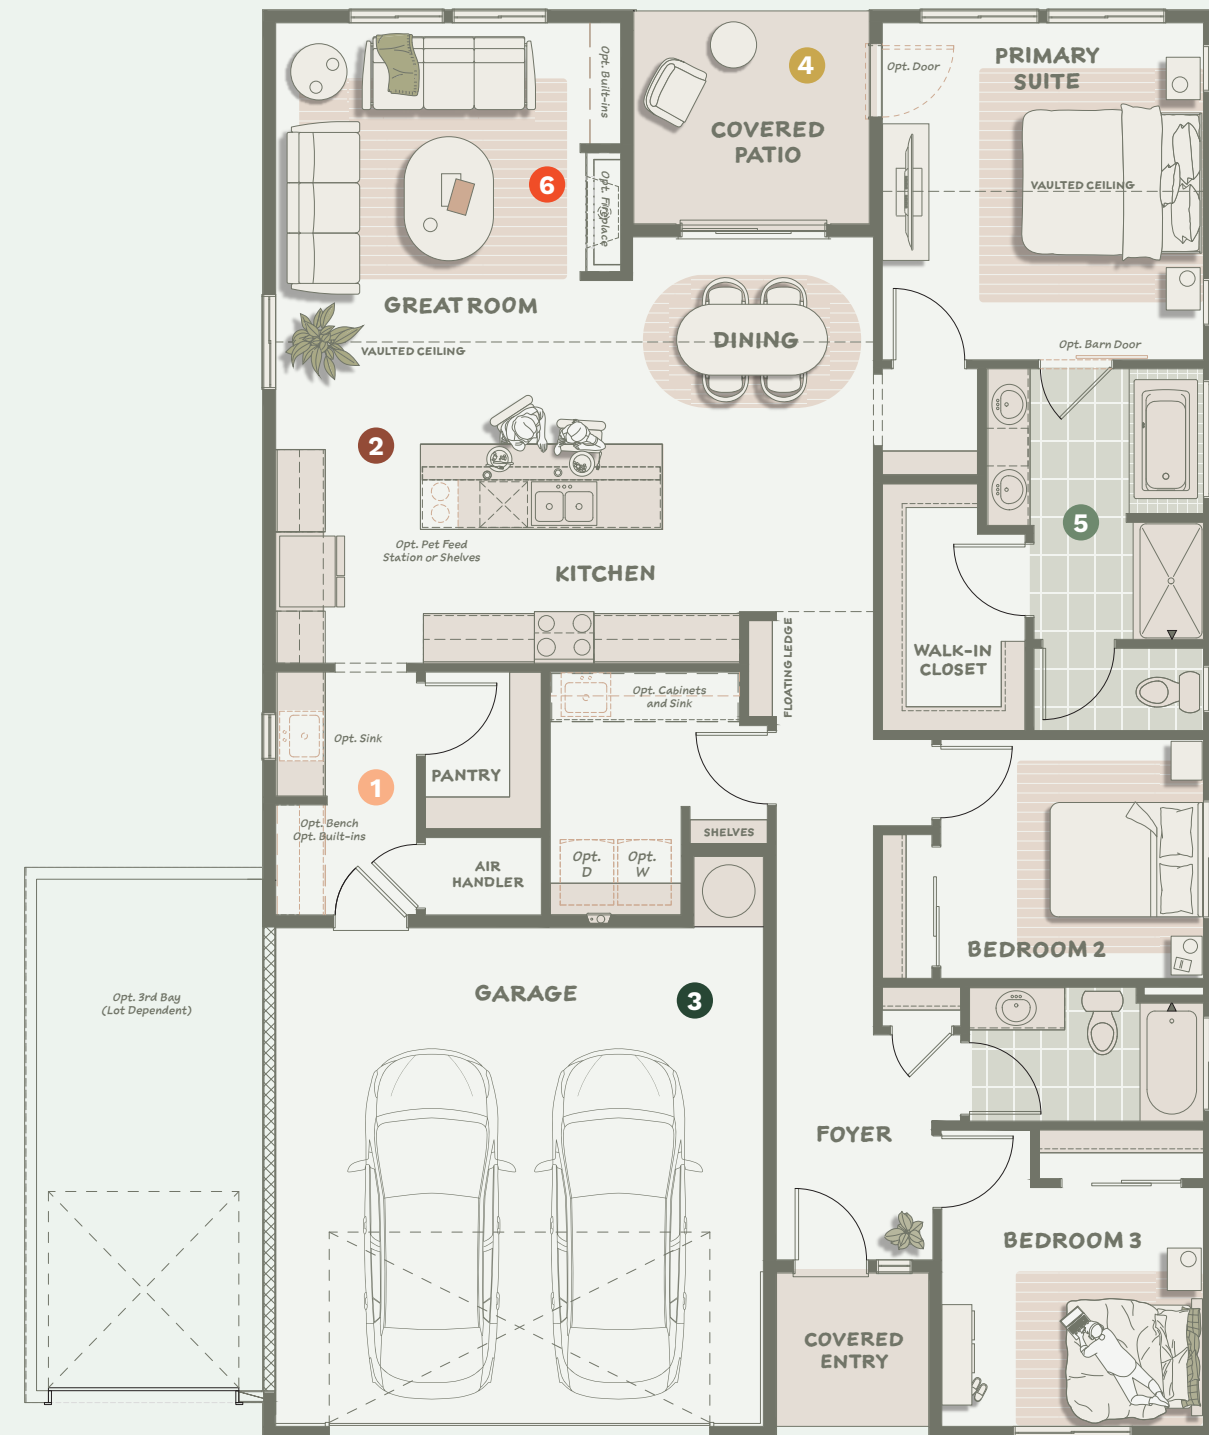 Opt. Built-ins
4
Opt. Door
PRIMARY
SUITE
COVERED
PATIO
6
Opt. Fireplace
VAULTED CEILING
GREAT ROOM
VAULTED CEILING
DINING
Opt. Barn Door
2
5
Opt. Pet Feed
Station or Shelves
KITCHEN
FLOATING LEDGE
WALK-IN
CLOSET
Opt. Cabinets
and Sink
Opt. Sink
PANTRY
1
Opt. Bench
Opt. Built-ins
SHELVES
AIR
HANDLER
Opt.
D
Opt.
W
BEDROOM 2
GARAGE
3
Opt. 3rd Bay
(Lot Dependent)
FOYER
BEDROOM 3
COVERED
ENTRY